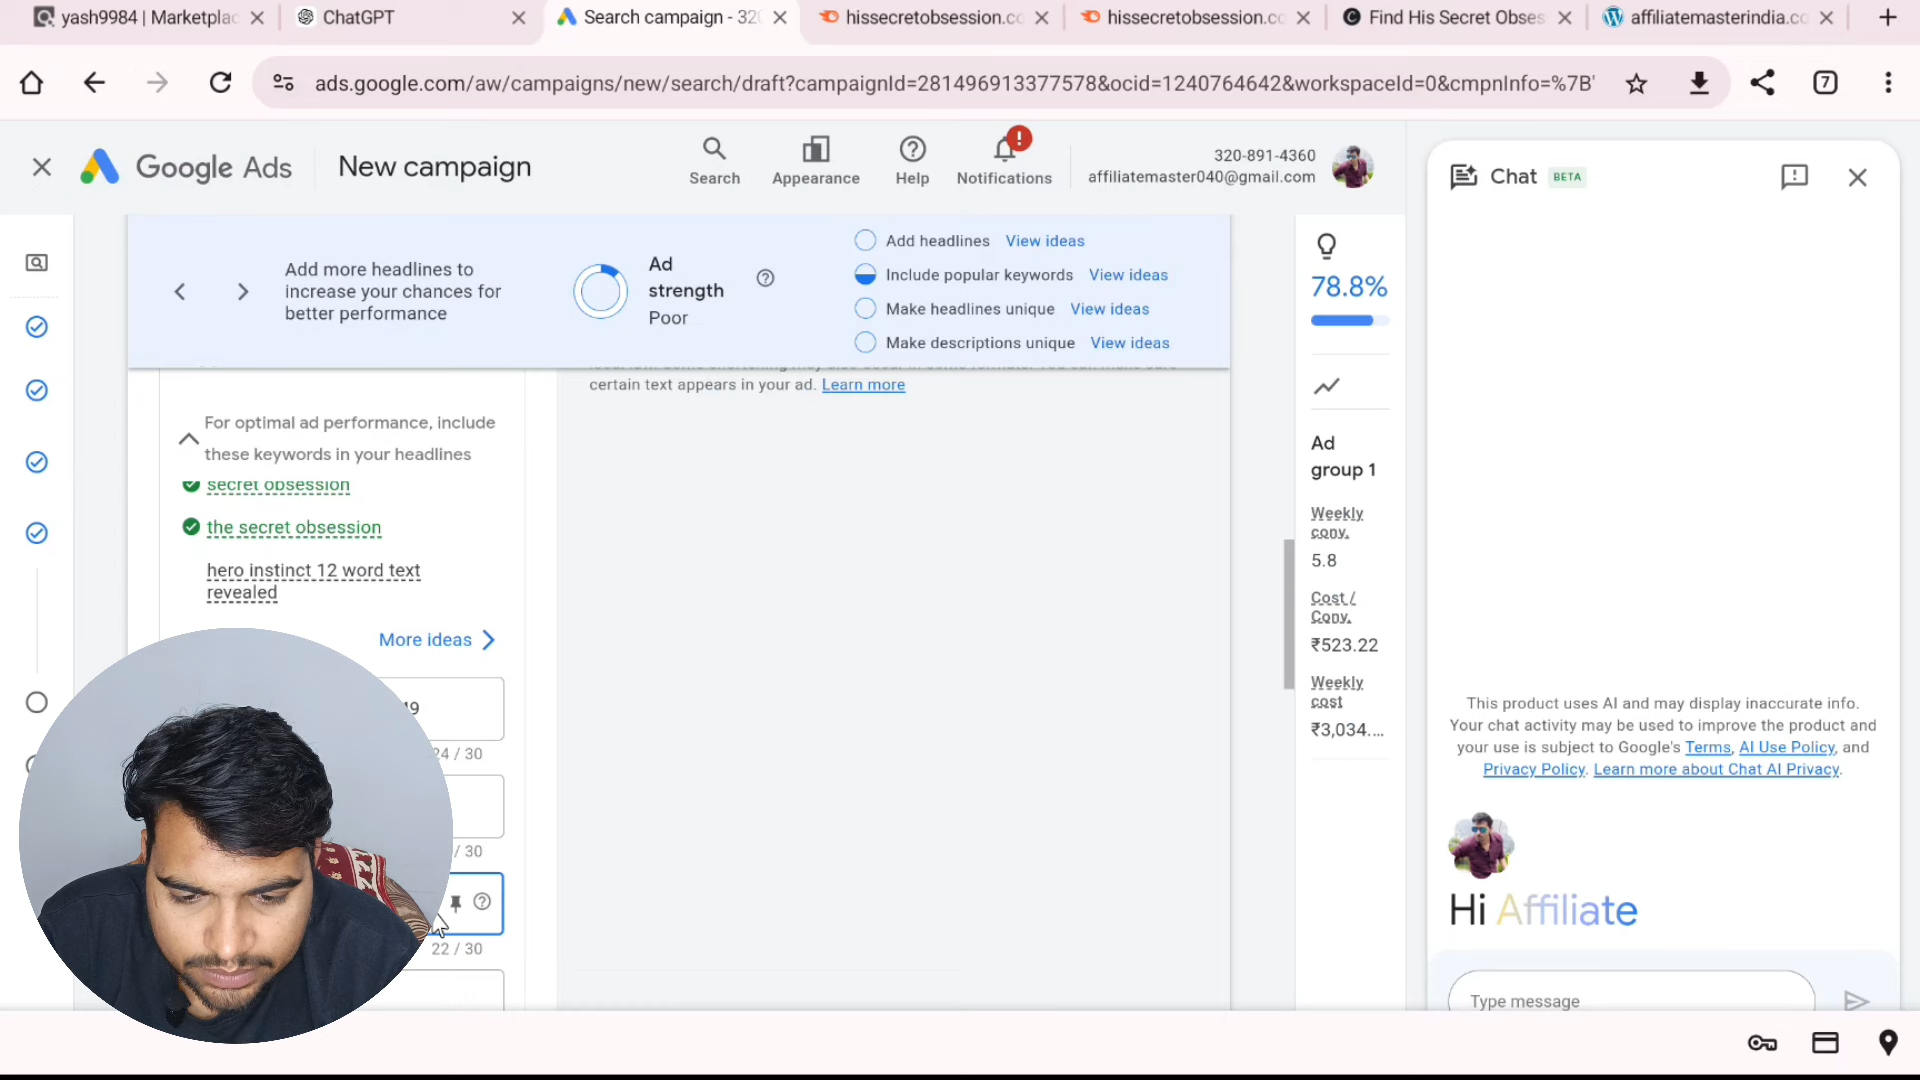 yash9984 | Marketplac
ChatGPT
Search campaign - 320
hissecretobsession.co
hissecretobsession.co
Find His Secret Obses
affiliatemasterindia.co
ads.google.com/aw/campaigns/new/search/draft?campaignId=281496913377578&ocid=1240764642&workspaceId=0&cmpnInfo=%7B'
7
Google Ads
New campaign
Search
Appearance
Help
Notifications
320-891-4360
affiliatemaster040@gmail.com
Chat BETA
Add more headlines to
increase your chances for
better performance
Ad
strength
Poor
Add headlines View ideas
Include popular keywords View ideas
Make headlines unique View ideas
Make descriptions unique View ideas
78.8%
certain text appears in your ad. Learn more
For optimal ad performance, include
these keywords in your headlines
secret obsession
the secret obsession
hero instinct 12 word text
revealed
More ideas
49
24 / 30
/ 30
22 / 30
Ad
group 1
Weekly
conv.
5.8
Cost /
Conv.
₹523.22
Weekly
cost
₹3,034....
This product uses AI and may display inaccurate info.
Your chat activity may be used to improve the product and
your use is subject to Google's Terms, AI Use Policy, and
Privacy Policy. Learn more about Chat AI Privacy.
Hi Affiliate
Type message